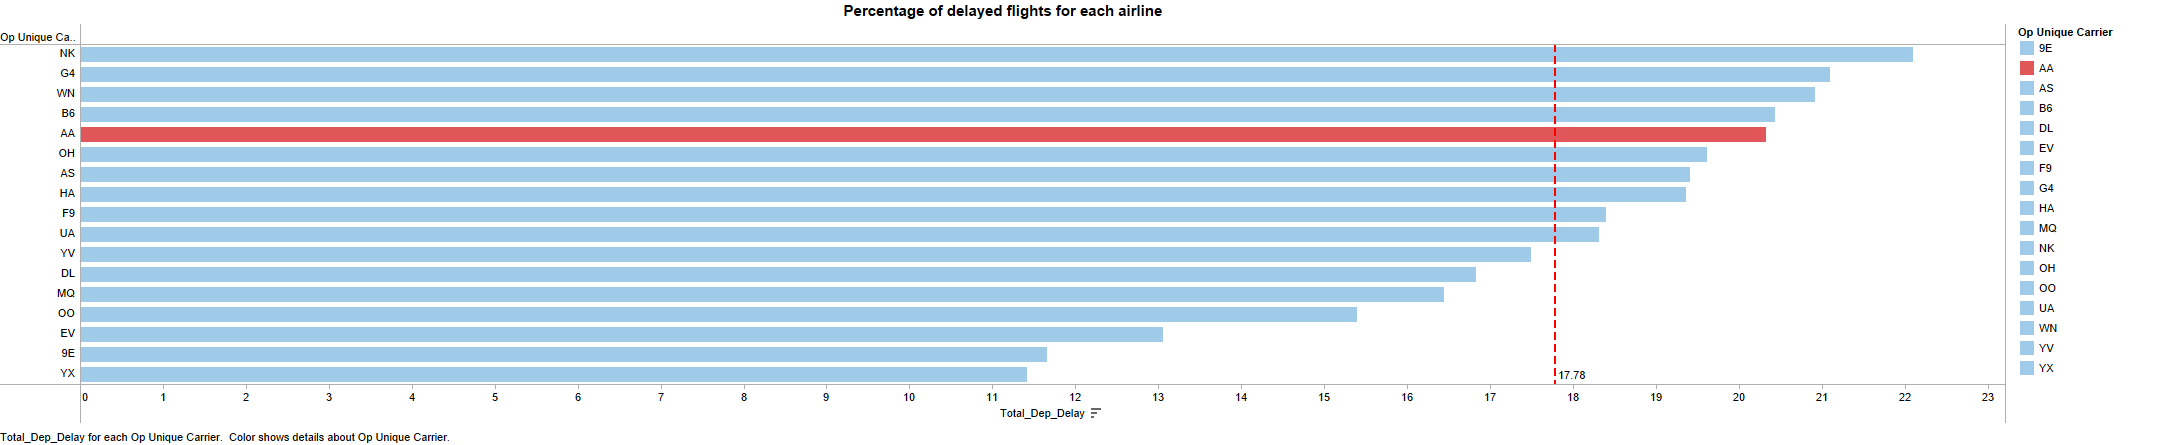 Percentage of delayed flights for each airline
Op Unique Ca..
NK
G4
WN
B6
AA
OH
AS
HA
F9
UA
YV
DL
MQ
OO
EV
9E
YX
17.78
0 1 2 3 4 5 6 7 8 9 10 11 12 13 14 15 16 17 18 19 20 21 22 23
Total_Dep_Delay
Op Unique Carrier
9E
AA
AS
B6
DL
EV
F9
G4
HA
MQ
NK
OH
OO
UA
WN
YV
YX
Total_Dep_Delay for each Op Unique Carrier. Color shows details about Op Unique Carrier.